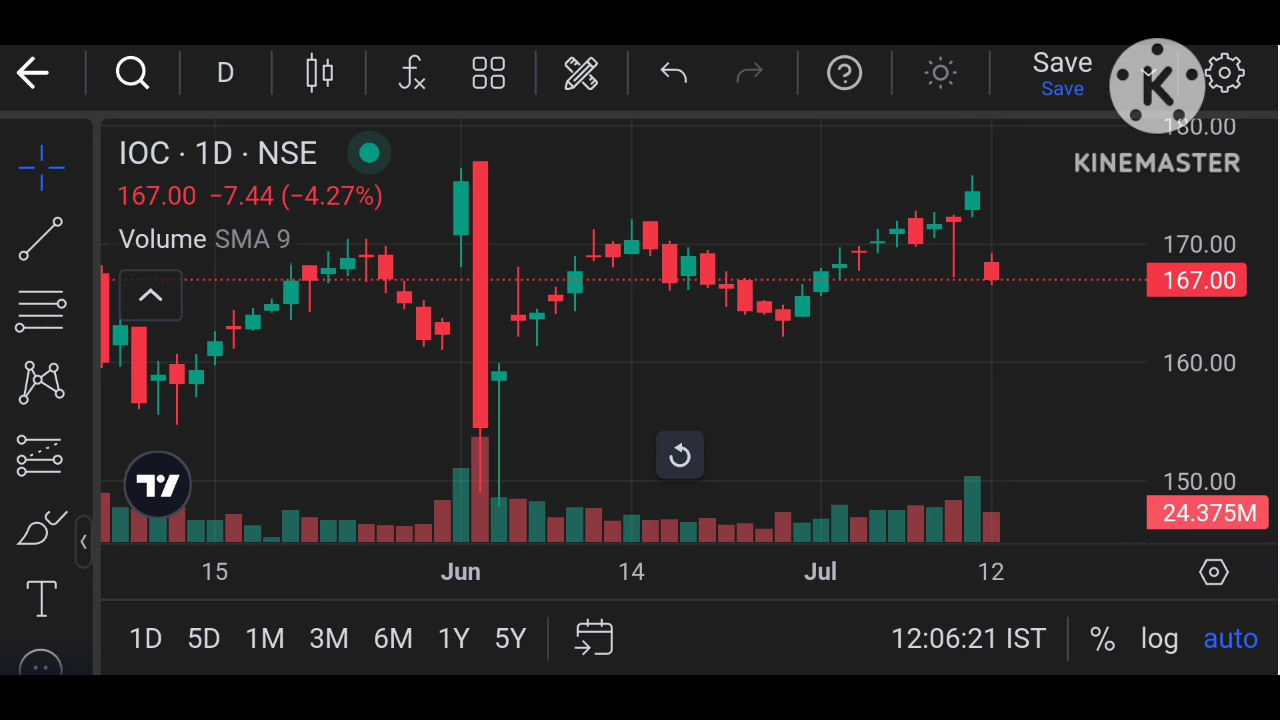 D
Save
Save
K
KINEMASTER
IOC · 1D · NSE
167.00 −7.44 (−4.27%)
Volume SMA 9
180.00
170.00
167.00
160.00
150.00
24.375M
15 Jun 14 Jul 12
1D 5D 1M 3M 6M 1Y 5Y
12:06:21 IST % log auto